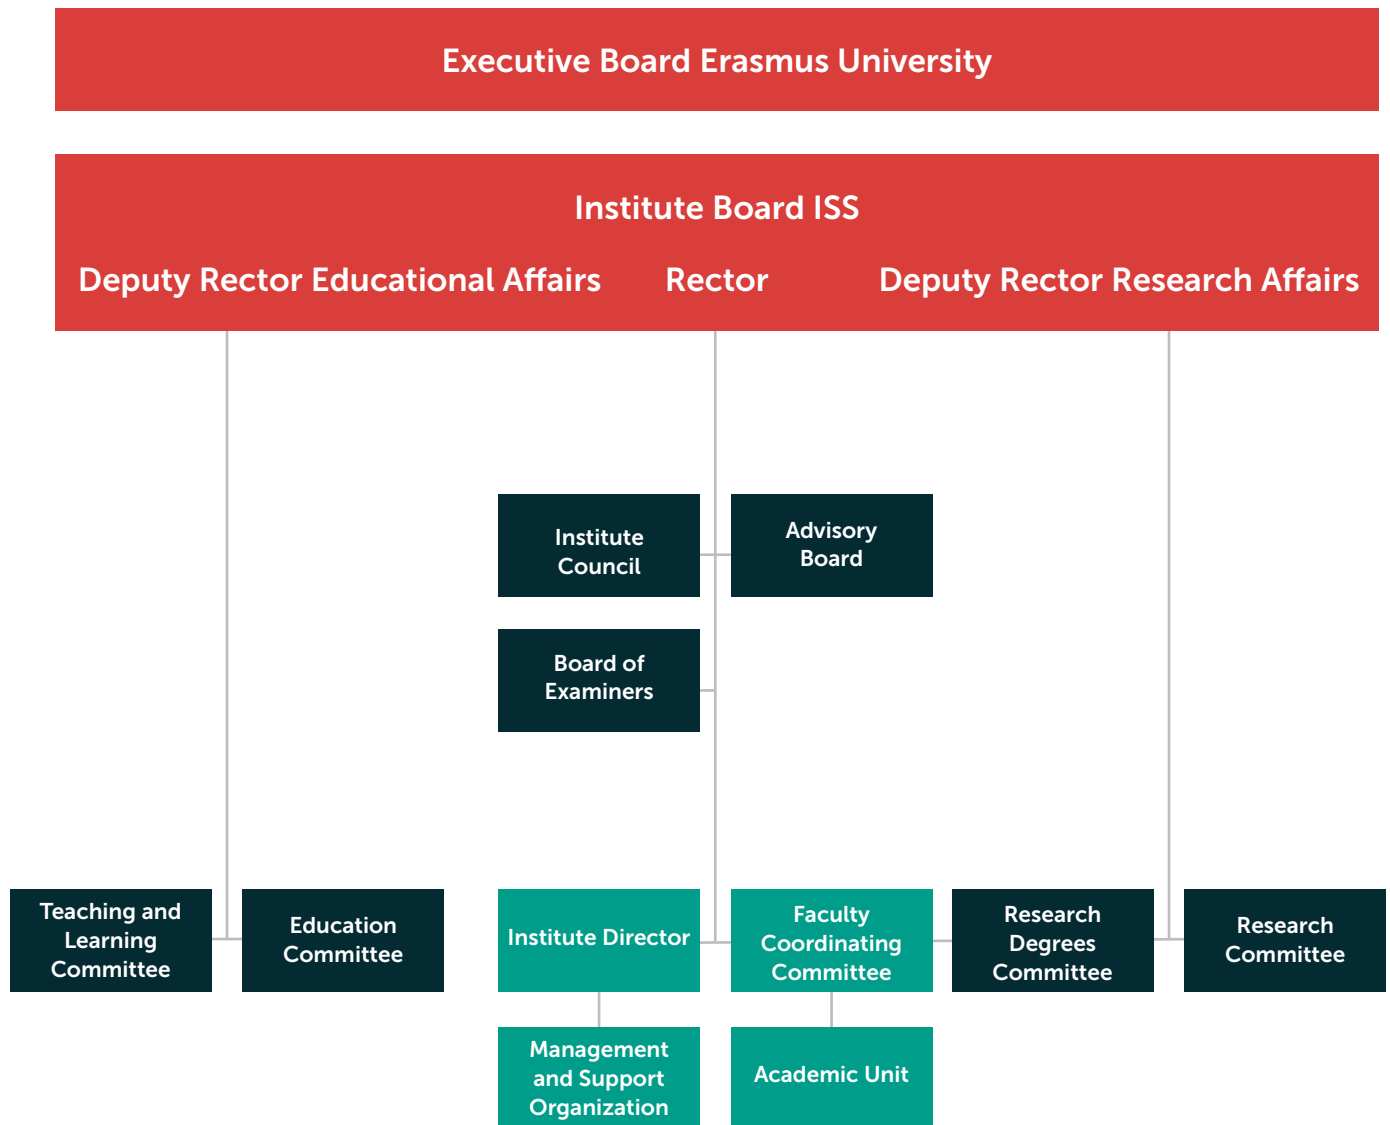 Executive Board Erasmus University
Institute Board ISS
Deputy Rector Educational Affairs
Rector
Deputy Rector Research Affairs
Institute
Council
Advisory
Board
Board of
Examiners
Teaching and
Learning
Committee
Education
Committee
Institute Director
Faculty
Coordinating
Committee
Research
Degrees
Committee
Research
Committee
Management
and Support
Organization
Academic Unit